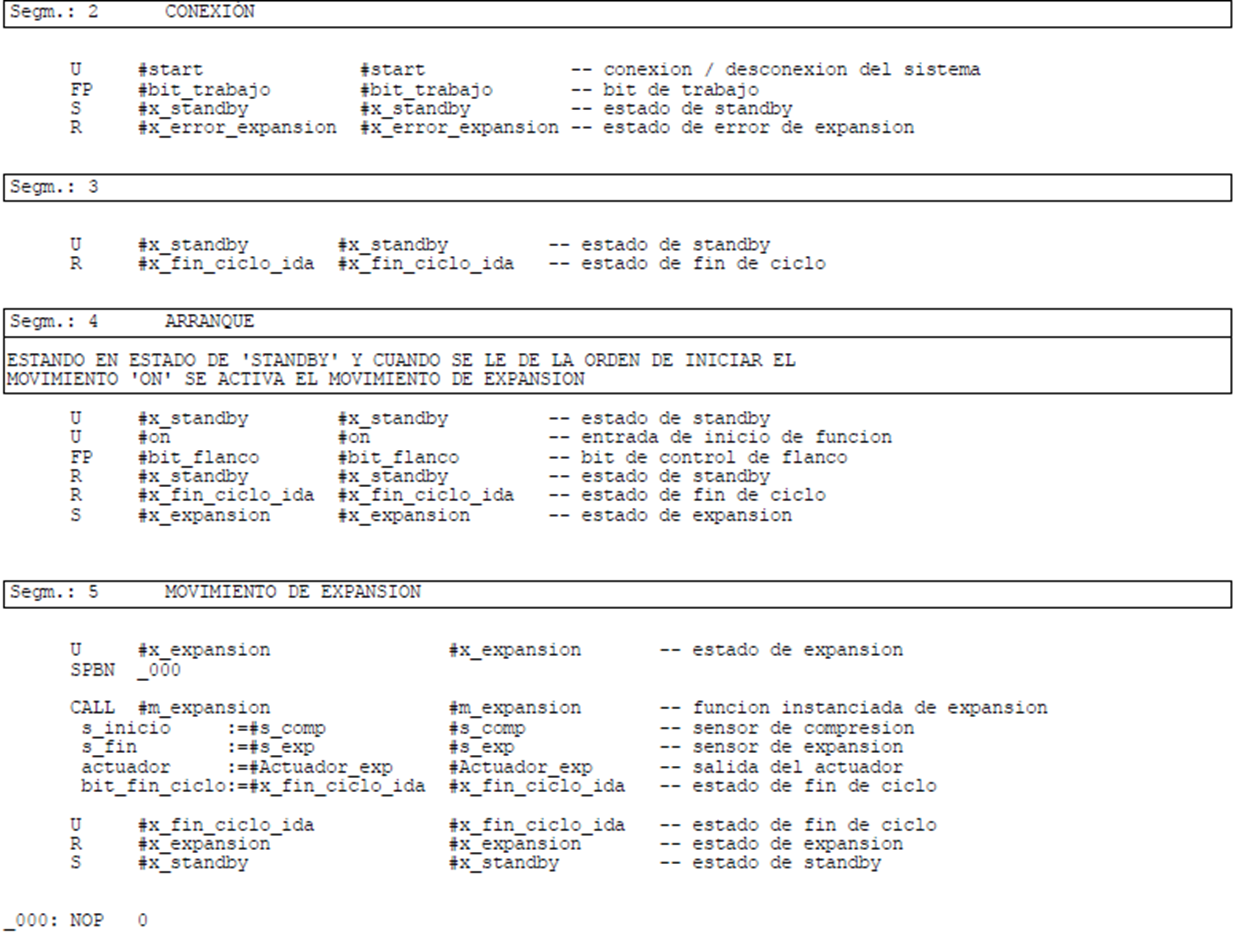 Segm.: 2 CONEXIÓN
U #start #start -- conexion / desconexion del sistema
FP #bit_trabajo #bit_trabajo -- bit de trabajo
S #x_standby #x_standby -- estado de standby
R #x_error_expansion #x_error_expansion -- estado de error de expansion
Segm.: 3
U #x_standby #x_standby -- estado de standby
R #x_fin_ciclo_ida #x_fin_ciclo_ida -- estado de fin de ciclo
Segm.: 4 ARRANQUE
ESTANDO EN ESTADO DE 'STANDBY' Y CUANDO SE LE DE LA ORDEN DE INICIAR EL
MOVIMIENTO 'ON' SE ACTIVA EL MOVIMIENTO DE EXPANSION
U #x_standby #x_standby -- estado de standby
U #on #on -- entrada de inicio de funcion
FP #bit_flanco #bit_flanco -- bit de control de flanco
R #x_standby #x_standby -- estado de standby
R #x_fin_ciclo_ida #x_fin_ciclo_ida -- estado de fin de ciclo
S #x_expansion #x_expansion -- estado de expansion
Segm.: 5 MOVIMIENTO DE EXPANSION
U #x_expansion #x_expansion -- estado de expansion
SPBN _000
CALL #m_expansion #m_expansion -- funcion instanciada de expansion
s_inicio :=#s_comp #s_comp -- sensor de compresion
s_fin :=#s_exp #s_exp -- sensor de expansion
actuador :=#Actuador_exp #Actuador_exp -- salida del actuador
bit_fin_ciclo:=#x_fin_ciclo_ida #x_fin_ciclo_ida -- estado de fin de ciclo
U #x_fin_ciclo_ida #x_fin_ciclo_ida -- estado de fin de ciclo
R #x_expansion #x_expansion -- estado de expansion
S #x_standby #x_standby -- estado de standby
_000: NOP 0